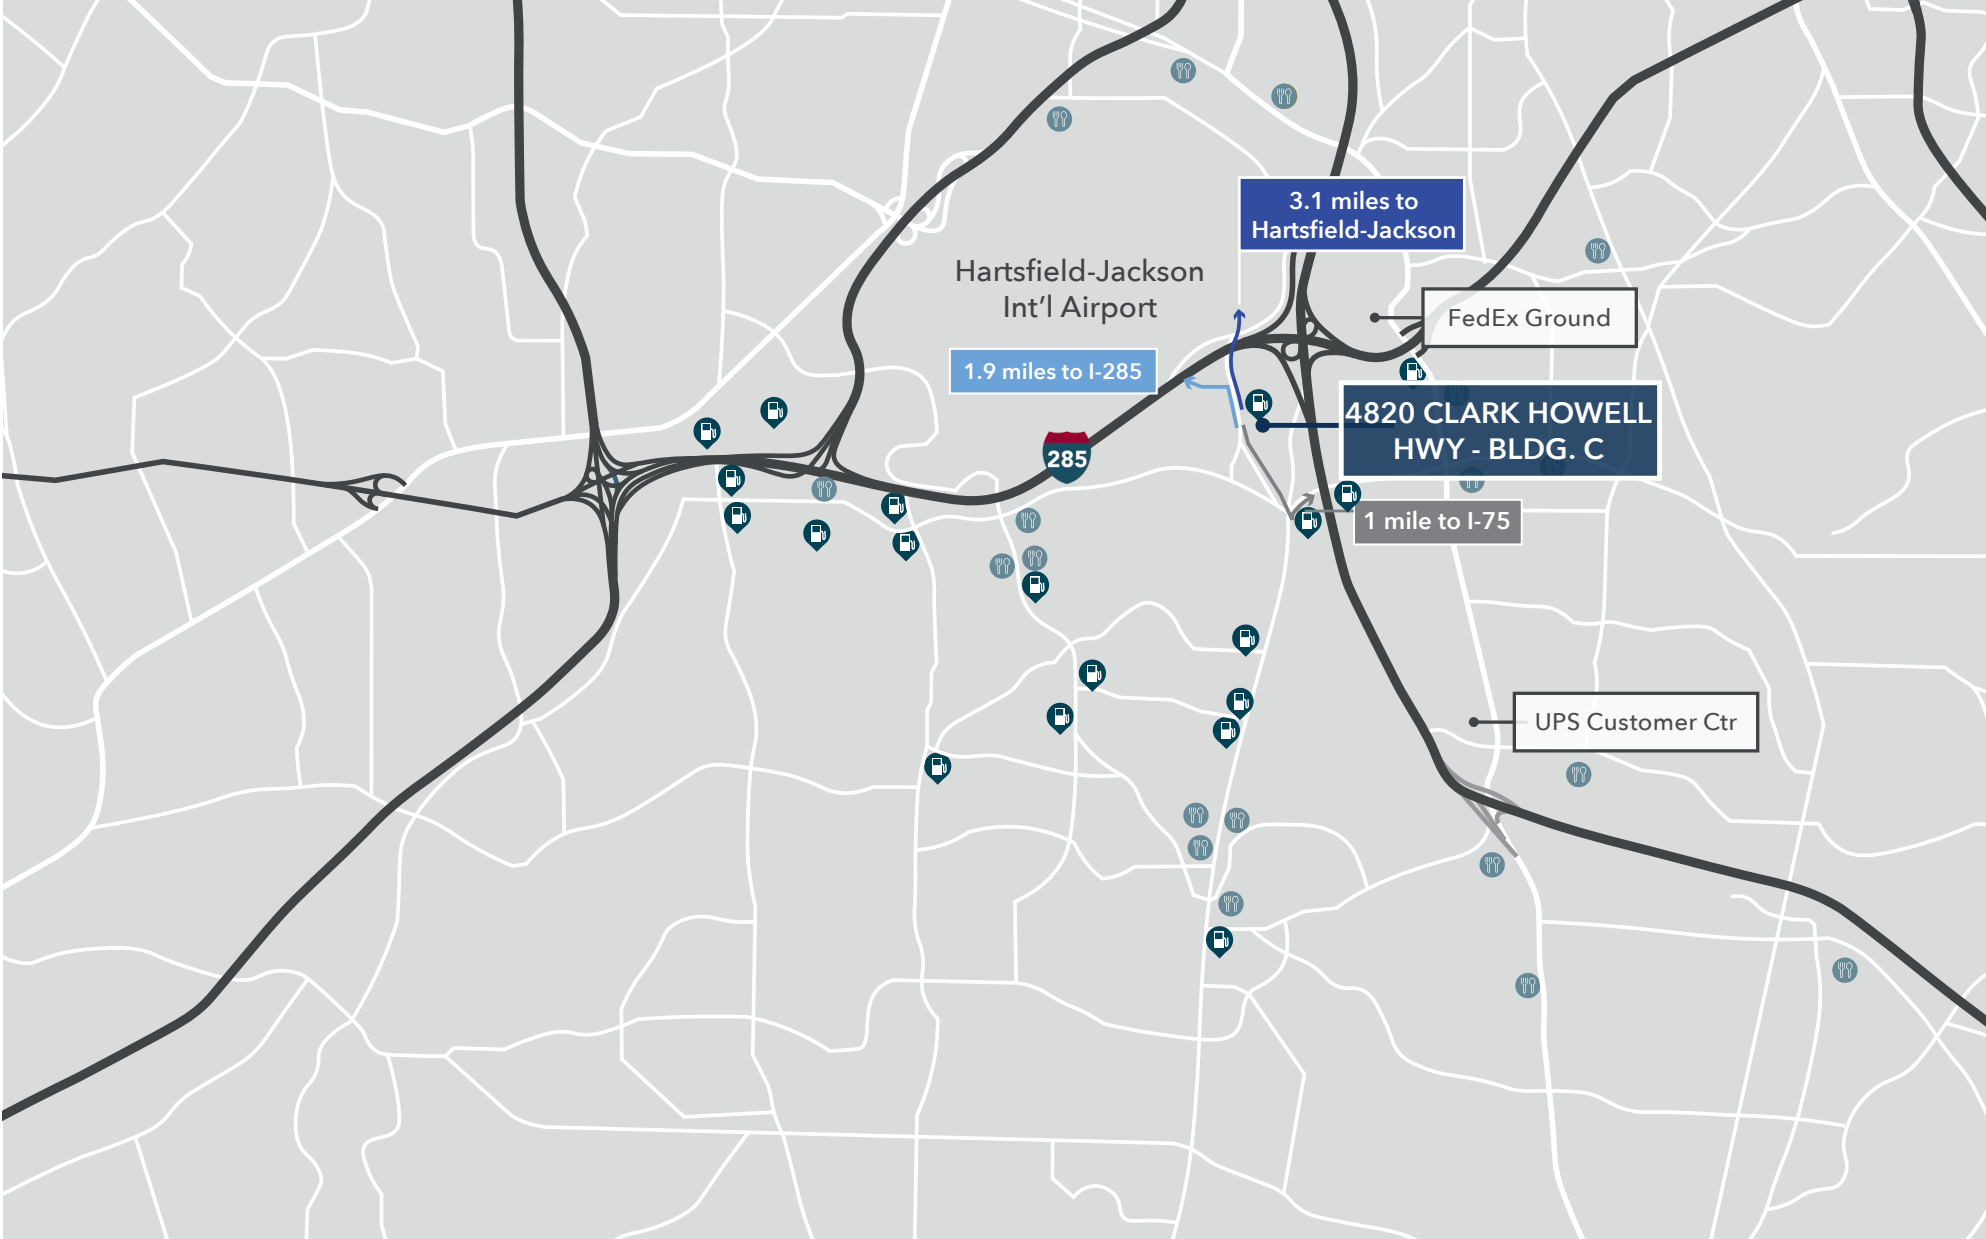 3.1 miles to
Hartsfield-Jackson
Hartsfield-Jackson
Int'l Airport
FedEx Ground
1.9 miles to I-285
4820 CLARK HOWELL
HWY - BLDG. C
285
1 mile to I-75
UPS Customer Ctr